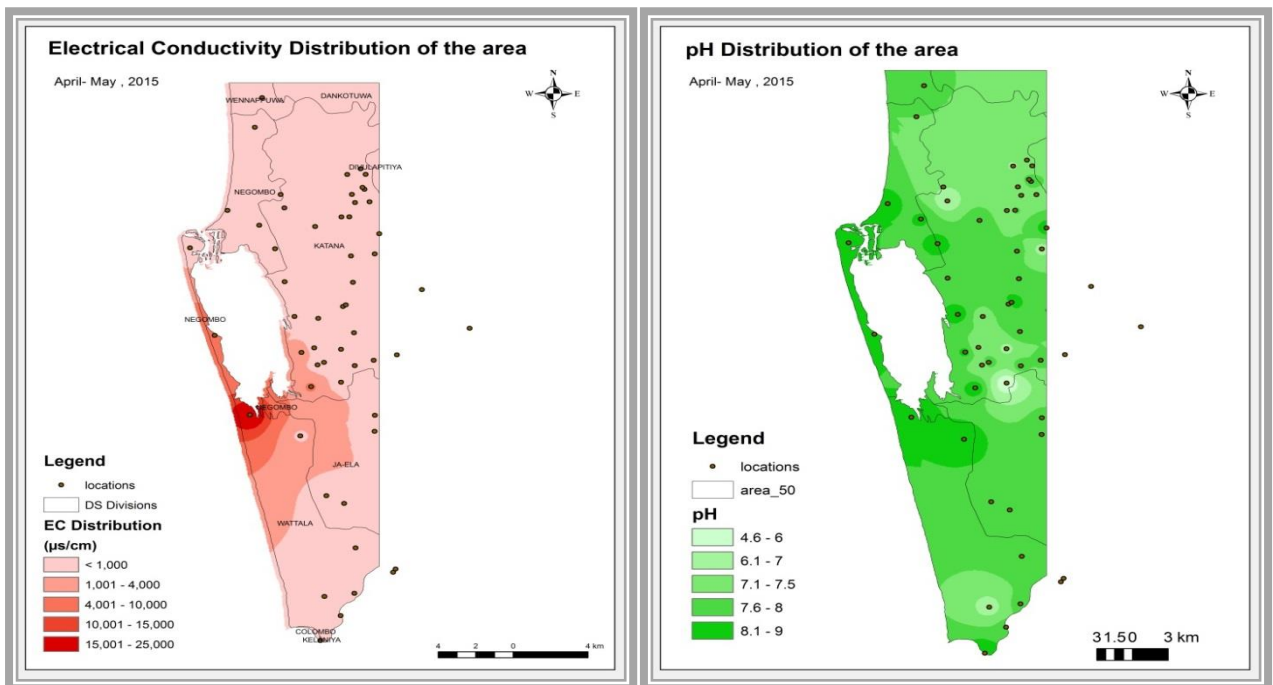 Electrical Conductivity Distribution of the area
April- May , 2015
N
W E
S
WENNAPPUWA
DANKOTUWA
DIVULAPITIYA
NEGOMBO
KATANA
NEGOMBO
NEGOMBO
JA-ELA
WATTALA
COLOMBO
KELANIYA
Legend
locations
DS Divisions
EC Distribution
(µs/cm)
< 1,000
1,001 - 4,000
4,001 - 10,000
10,001 - 15,000
15,001 - 25,000
4 2 0 4 km
pH Distribution of the area
April- May , 2015
N
W E
S
Legend
locations
area_50
pH
4.6 - 6
6.1 - 7
7.1 - 7.5
7.6 - 8
8.1 - 9
31.50 3 km